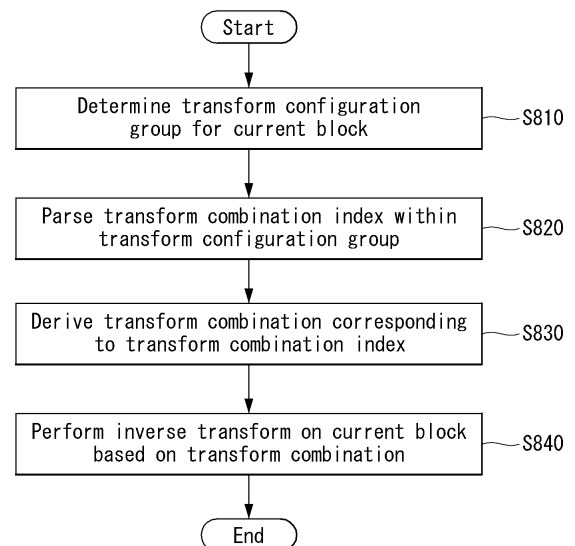 Start
Determine transform configuration
group for current block
S810
Parse transform combination index within
transform configuration group
S820
Derive transform combination corresponding
to transform combination index
S830
Perform inverse transform on current block
based on transform combination
S840
End